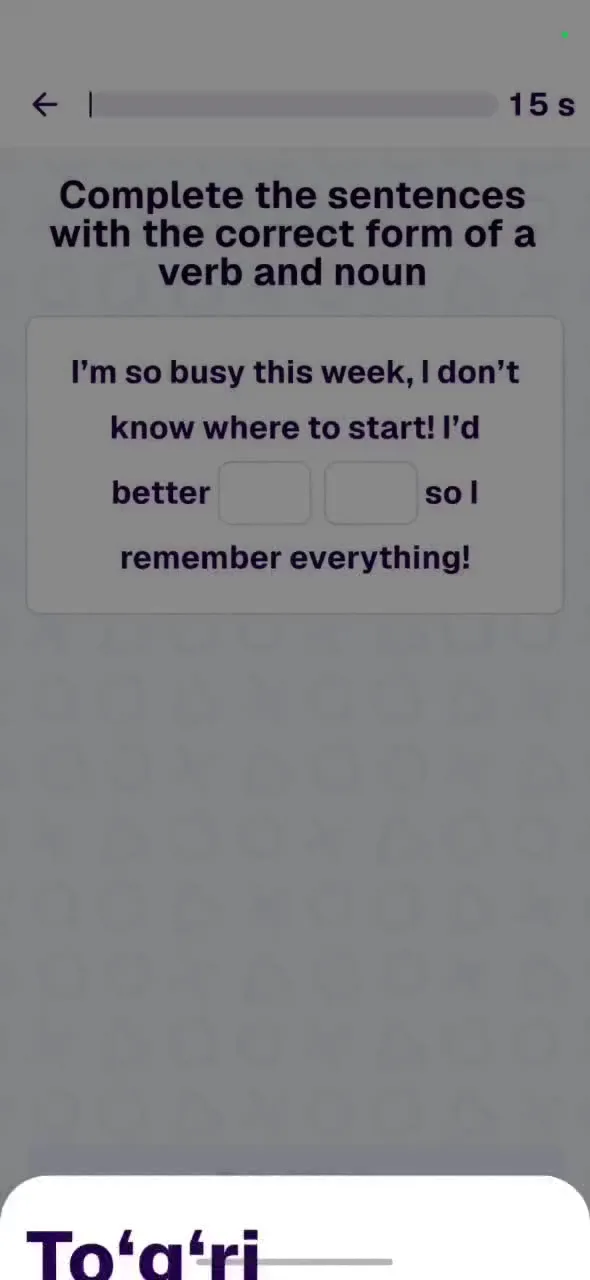 15 s
Complete the sentences
with the correct form of a
verb and noun
I’m so busy this week, I don’t
know where to start! I’d
better so I
remember everything!
To‘g‘ri